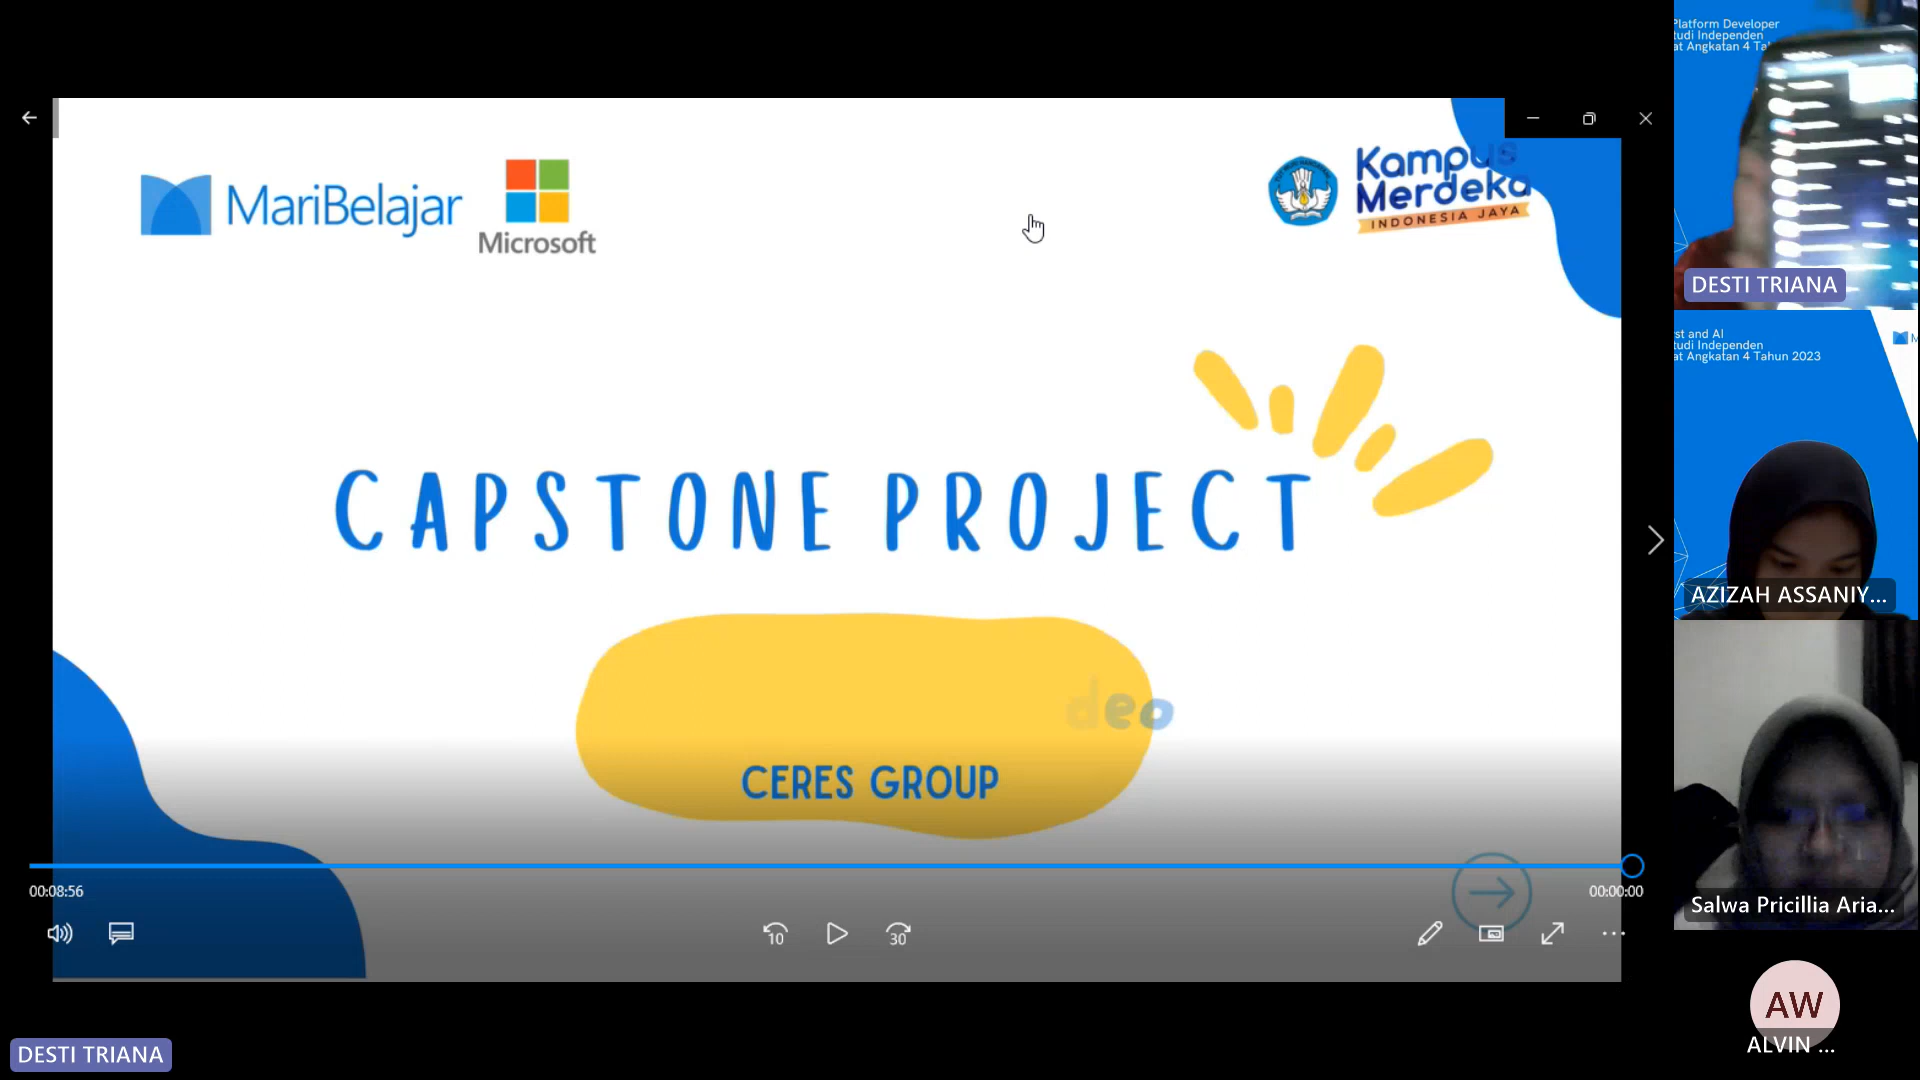 MariBelajar
Microsoft
Kampus
Merdeka
INDONESIA JAYA
CAPSTONE PROJECT
deo
CERES GROUP
00:08:56
00:00:00
10
30
DESTI TRIANA
Platform Developer
tudi Independen
at Angkatan 4 Ta
DESTI TRIANA
st and AI
tudi Independen
at Angkatan 4 Tahun 2023
M
AZIZAH ASSANIY...
Salwa Pricillia Aria...
AW
ALVIN ...